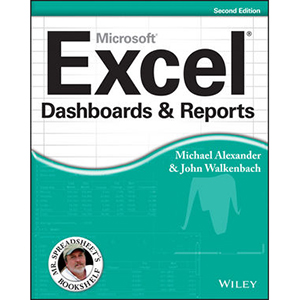 Second Edition
Microsoft®
Excel®
Dashboards & Reports
Michael Alexander
& John Walkenbach
MR. SPREADSHEET'S
BOOKSHELF
WILEY